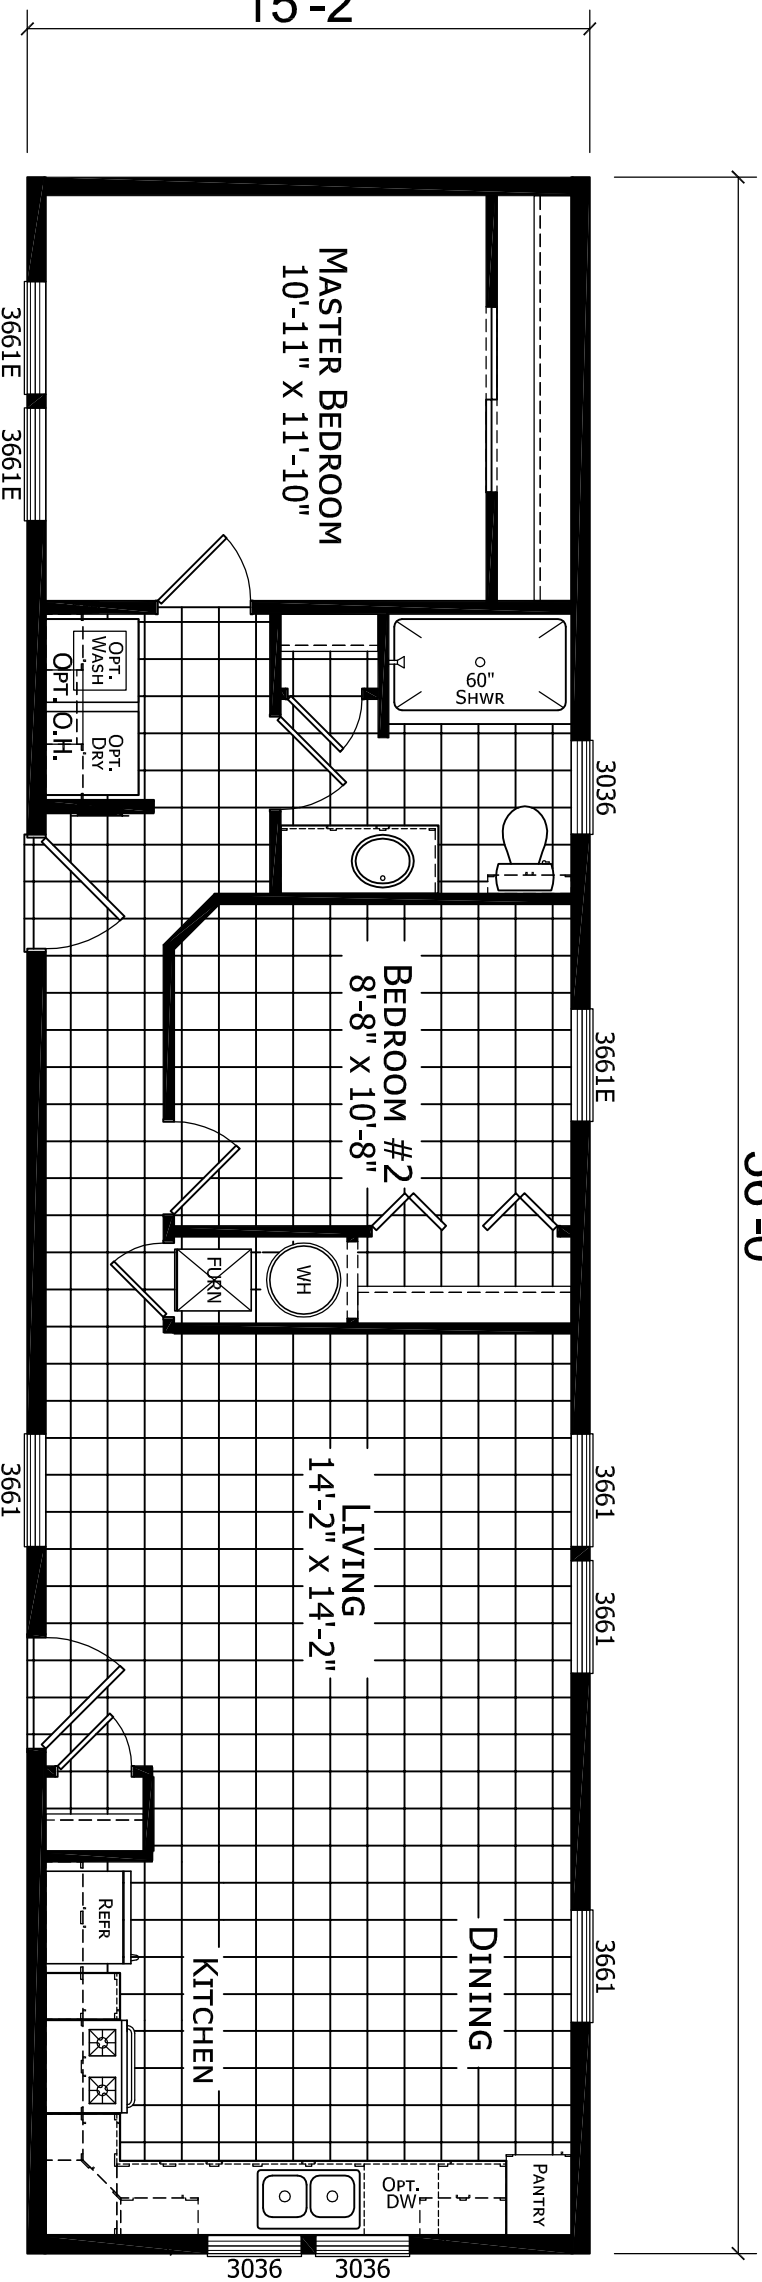 15'-2"
MASTER BEDROOM
10'-11" x 11'-10"
3661E
3661E
OPT. WASH
OPT. O.H.
OPT. DRY
60"
SHWR
3036
BEDROOM #2
8'-8" x 10'-8"
3661E
FURN
WH
LIVING
14'-2" x 14'-2"
3661
3661
3661
DINING
KITCHEN
REFR
3661
OPT.
DW
PANTRY
3036
3036